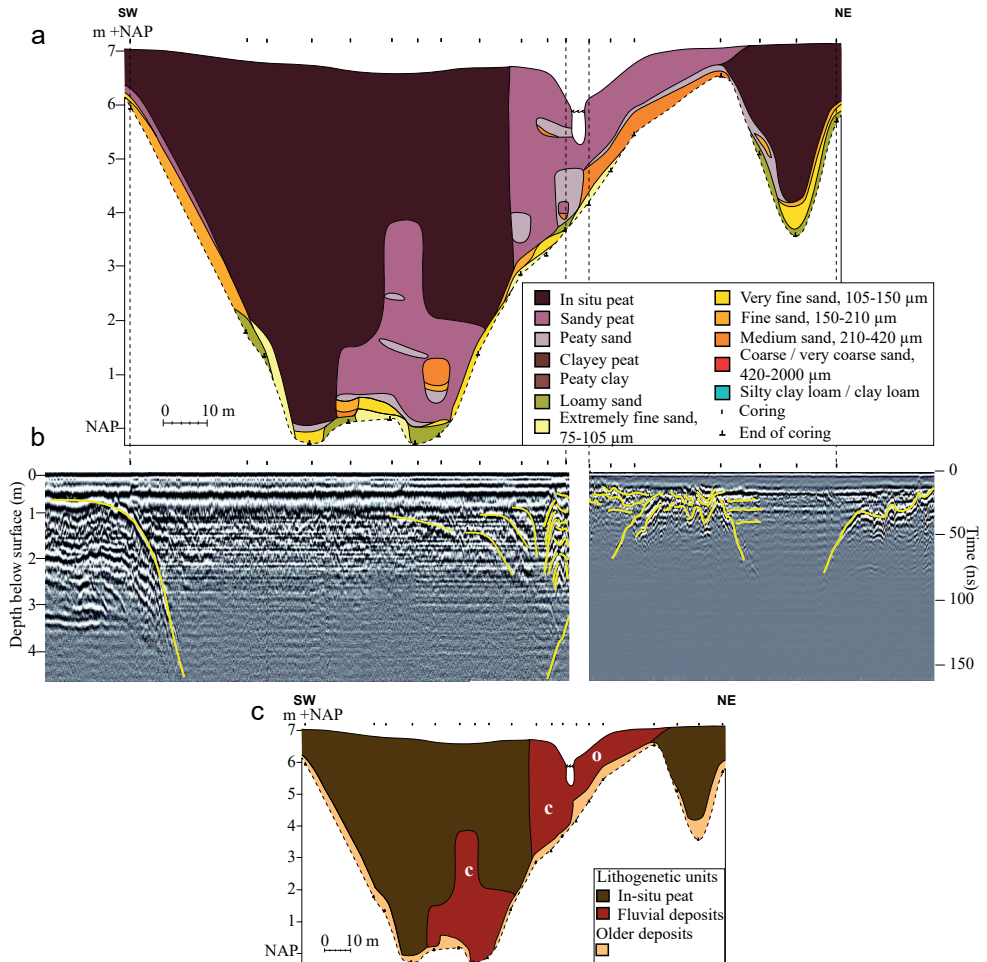 SW
NE
m +NAP
a
7
6
5
4
3
2
1
NAP
0 10 m
In situ peat
Sandy peat
Peaty sand
Clayey peat
Peaty clay
Loamy sand
Extremely fine sand,
75-105 µm
Very fine sand, 105-150 µm
Fine sand, 150-210 µm
Medium sand, 210-420 µm
Coarse / very coarse sand,
420-2000 µm
Silty clay loam / clay loam
Coring
End of coring
b
0
1
2
3
4
Depth below surface (m)
0
50
100
150
Time (ns)
c
SW
NE
m +NAP
7
6
5
4
3
2
1
NAP
0 10 m
o
c
c
Lithogenetic units
In-situ peat
Fluvial deposits
Older deposits